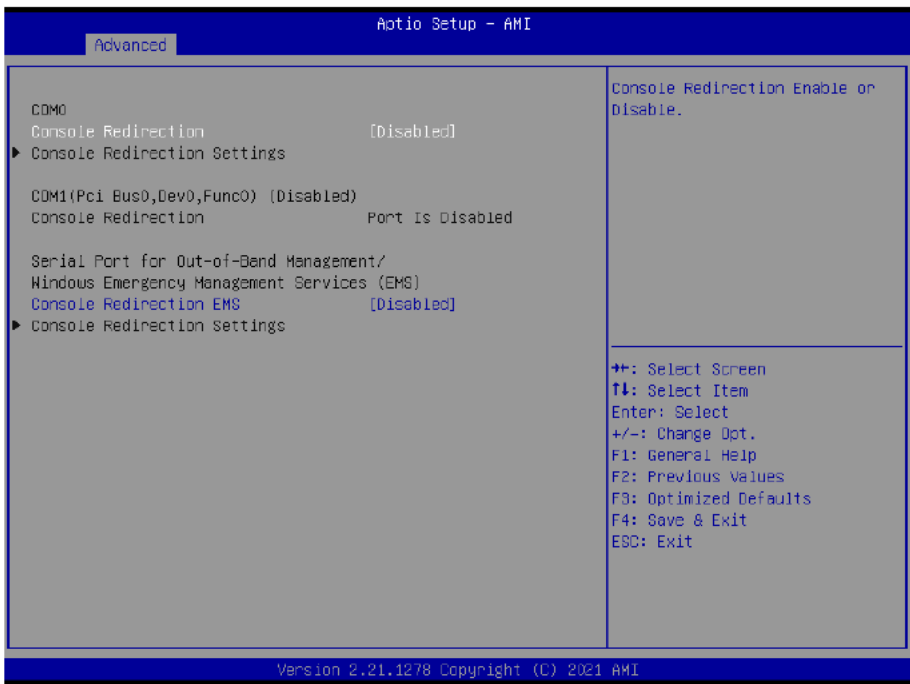 Aptio Setup – AMI
Advanced
COM0
Console Redirection [Disabled]
Console Redirection Settings
COM1(Pci Bus0,Dev0,Func0) (Disabled)
Console Redirection Port Is Disabled
Serial Port for Out-of-Band Management/
Windows Emergency Management Services (EMS)
Console Redirection EMS [Disabled]
Console Redirection Settings
Console Redirection Enable or
Disable.
→←: Select Screen
↑↓: Select Item
Enter: Select
+/-: Change Opt.
F1: General Help
F2: Previous Values
F3: Optimized Defaults
F4: Save & Exit
ESC: Exit
Version 2.21.1278 Copyright (C) 2021 AMI